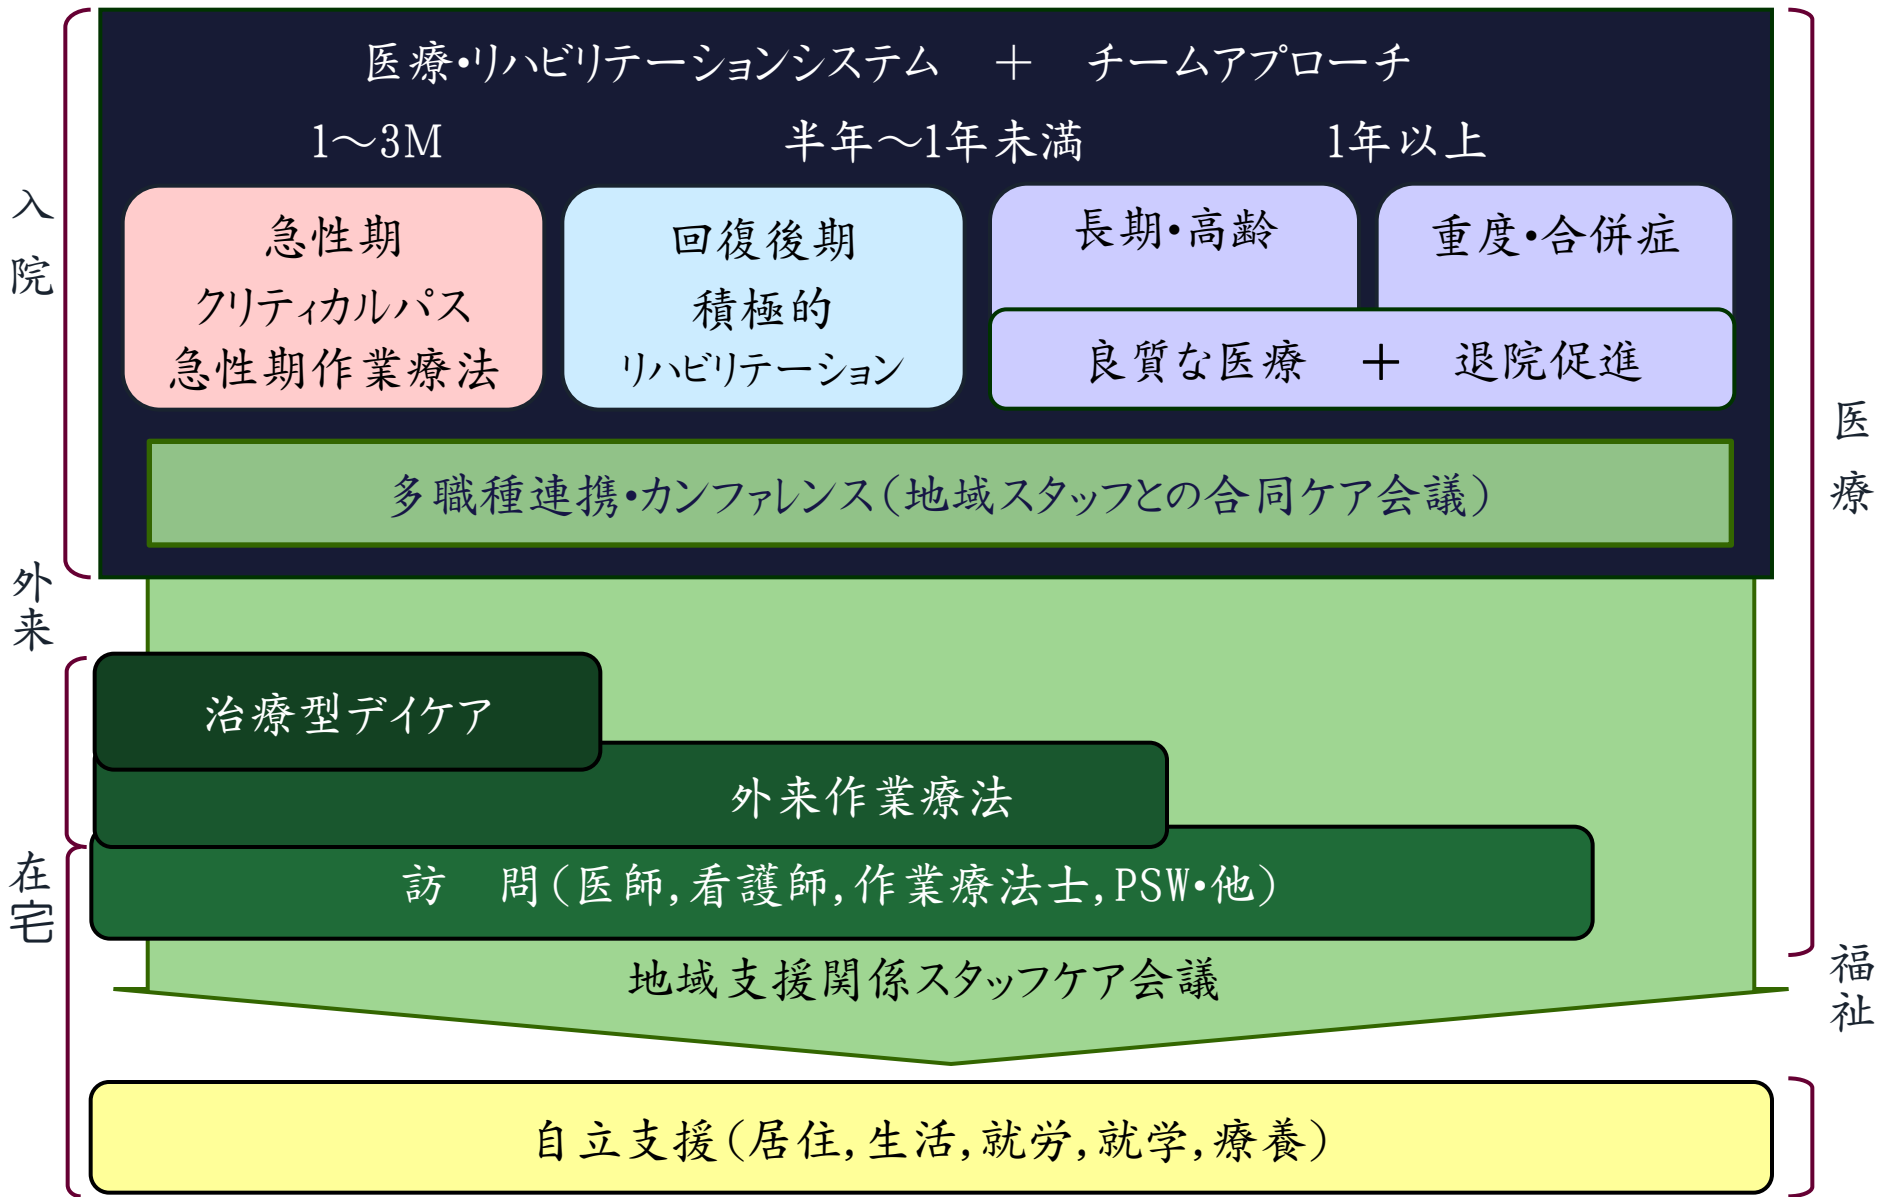 医療・リハビリテーションシステム ＋ チームアプローチ
1～3M
半年～1年未満
1年以上
入院
急性期
クリティカルパス
急性期作業療法
回復後期
積極的
リハビリテーション
長期・高齢
重度・合併症
良質な医療 ＋ 退院促進
医療
多職種連携・カンファレンス(地域スタッフとの合同ケア会議)
外来
治療型デイケア
外来作業療法
在宅
訪 問(医師,看護師,作業療法士,PSW・他)
地域支援関係スタッフケア会議
福祉
自立支援(居住,生活,就労,就学,療養)